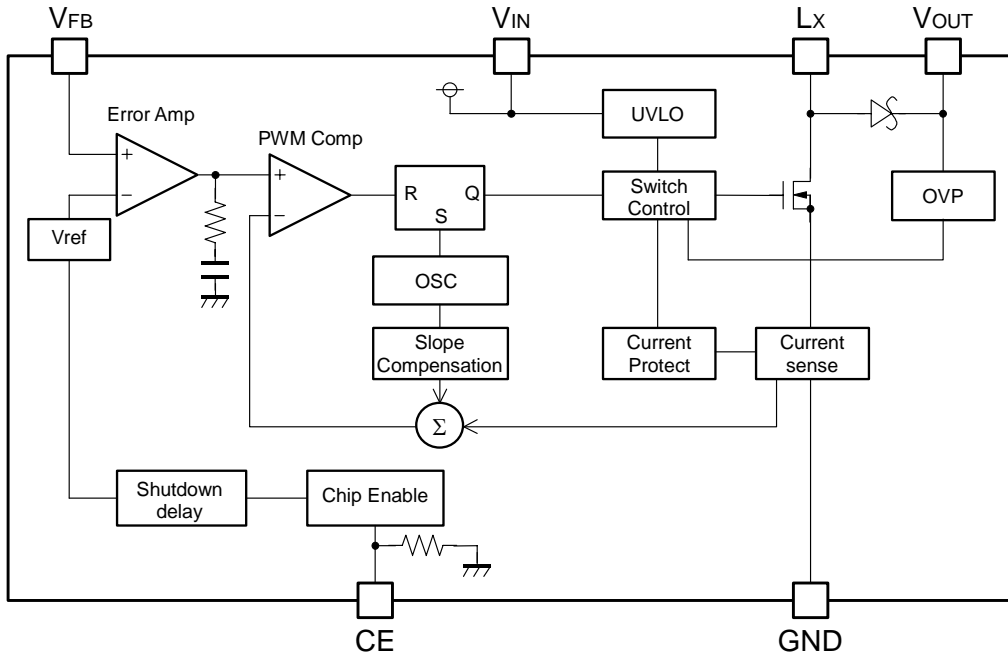 VFB
VIN
LX
VOUT
Error Amp
UVLO
PWM Comp
+
−
+
−
R
Q
S
Switch
Control
OVP
Vref
OSC
Slope
Compensation
Current
Protect
Current
sense
Σ
Shutdown
delay
Chip Enable
CE
GND